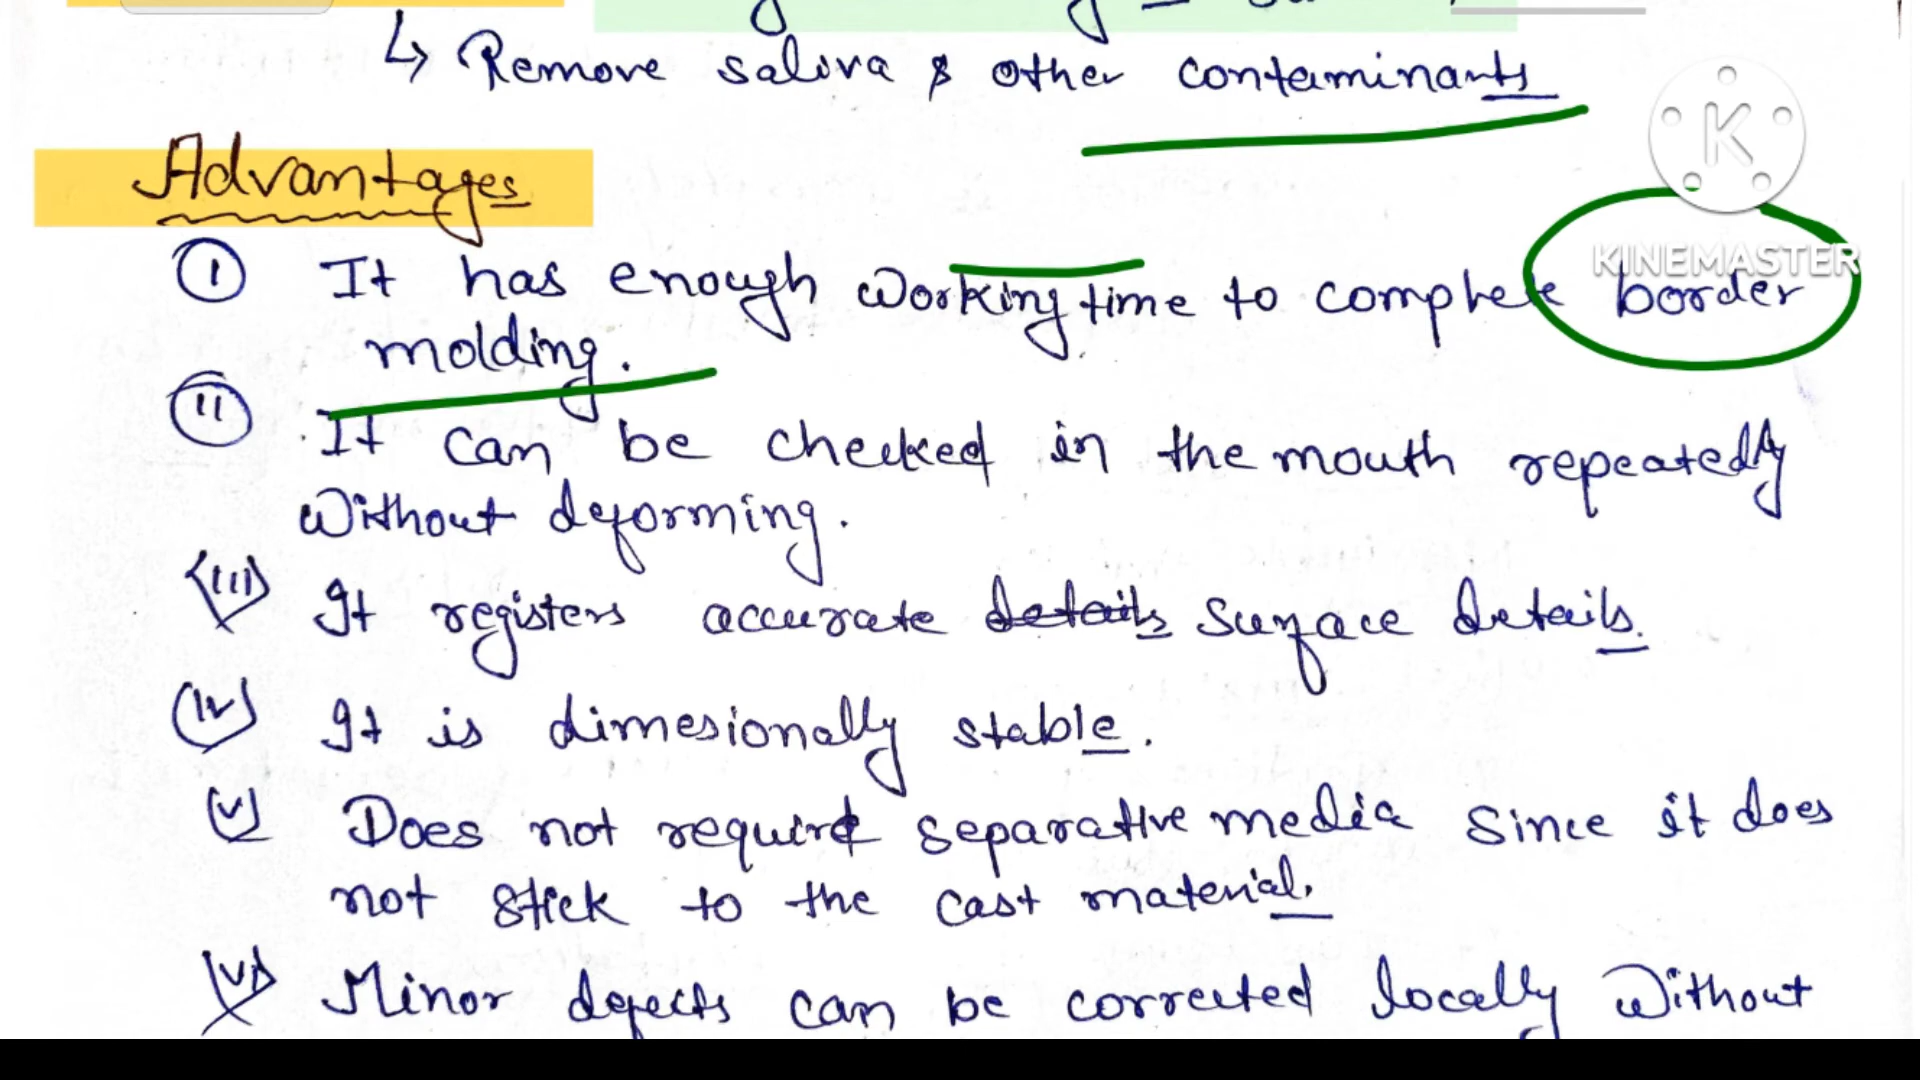 ↳ Remove saliva & other contaminants
K
Advantages
KINEMASTER
(I) It has enough working time to complete border
molding.
(II) It can be checked in the mouth repeatedly
without deforming.
(III) It registers accurate details surface details.
(IV) It is dimesionally stable.
(V) Does not require separative media since it does
not stick to the cast material.
(VI) Minor defects can be corrected locally without